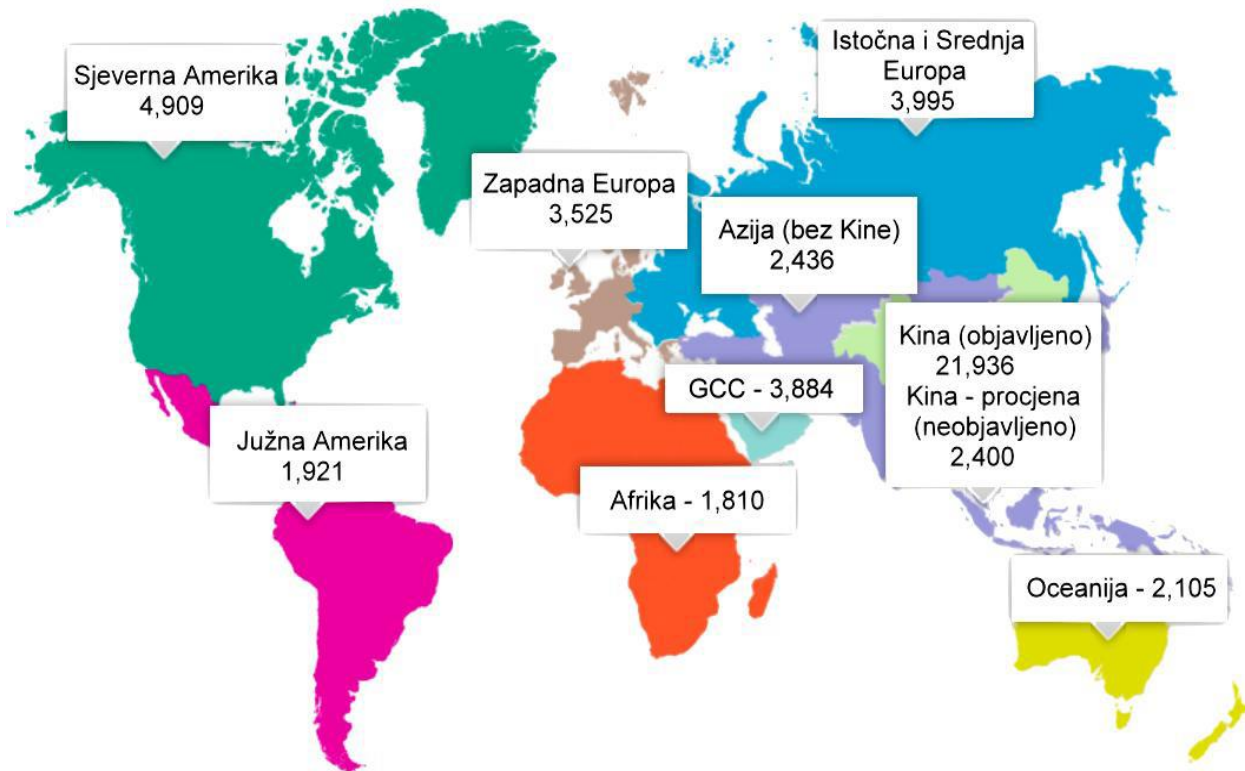 Sjeverna Amerika
4,909
Istočna i Srednja
Europa
3,995
Zapadna Europa
3,525
Azija (bez Kine)
2,436
Kina (objavljeno)
21,936
Kina - procjena
(neobjavljeno)
2,400
GCC - 3,884
Južna Amerika
1,921
Afrika - 1,810
Oceanija - 2,105